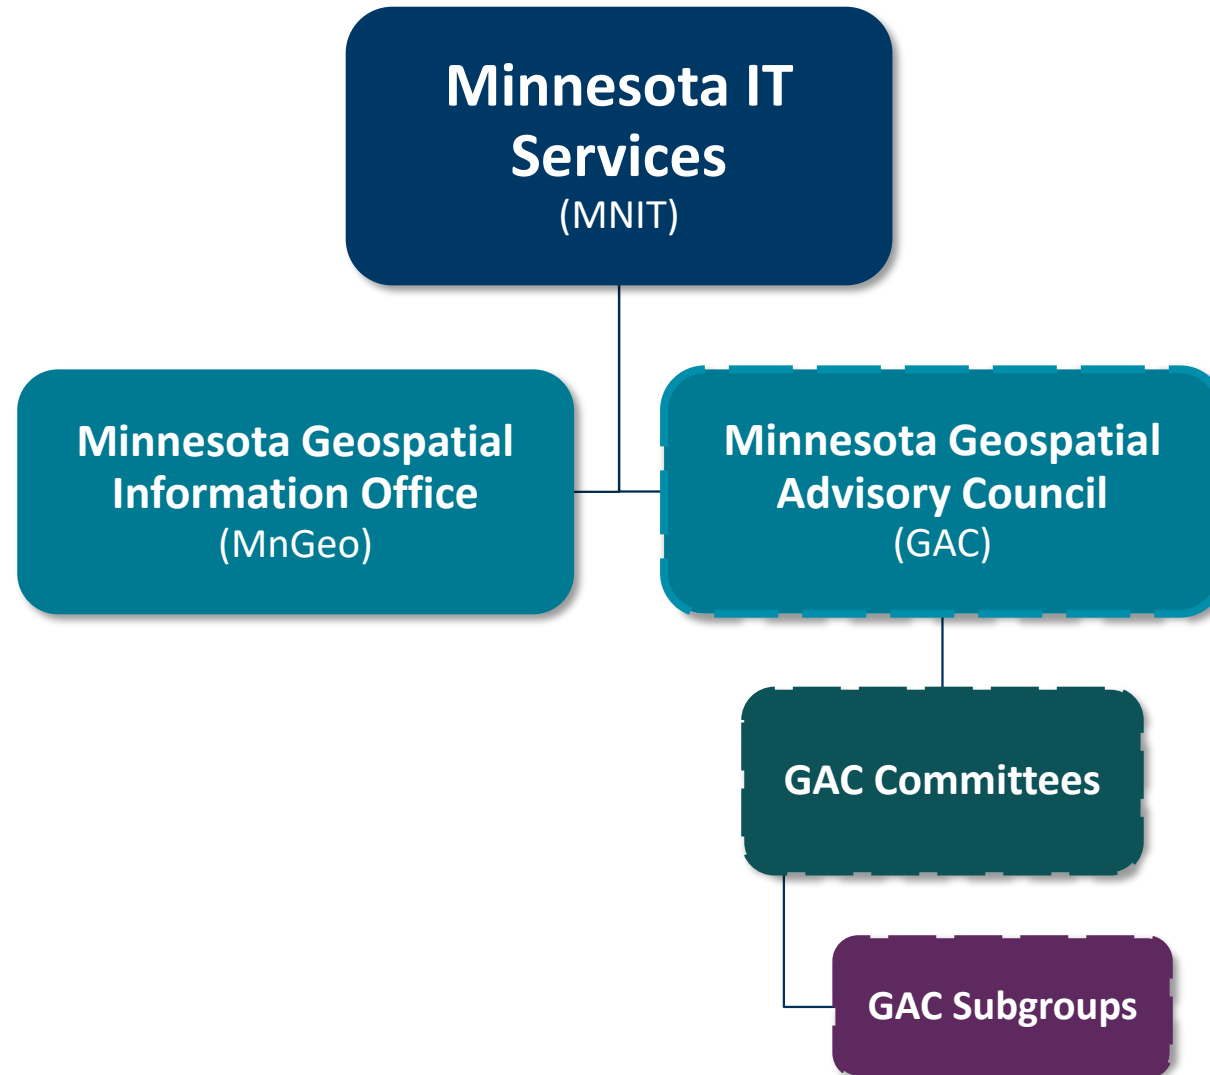 Minnesota IT
Services
(MNIT)
Minnesota Geospatial
Information Office
(MnGeo)
Minnesota Geospatial
Advisory Council
(GAC)
GAC Committees
GAC Subgroups